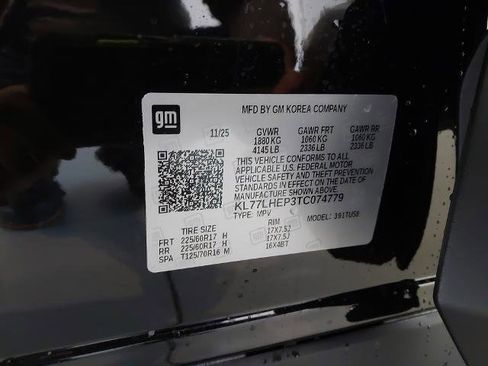 MFD BY GM KOREA COMPANY
gm
11/25 GVWR GAWR FRT GAWR RR
1880 KG 1060 KG 1060 KG
4145 LB 2336 LB 2336 LB
THIS VEHICLE CONFORMS TO ALL
APPLICABLE U.S. FEDERAL MOTOR
VEHICLE SAFETY AND THEFT PREVENTION
STANDARDS IN EFFECT ON THE DATE OF
MANUFACTURE SHOWN ABOVE.
KL77LHEP3TC074779
TYPE: MPV MODEL: 391TU58
TIRE SIZE RIM
FRT 225/60R17 H 17X7.5J
RR 225/60R17 H 17X7.5J
SPA T125/70R16 M 16X4BT